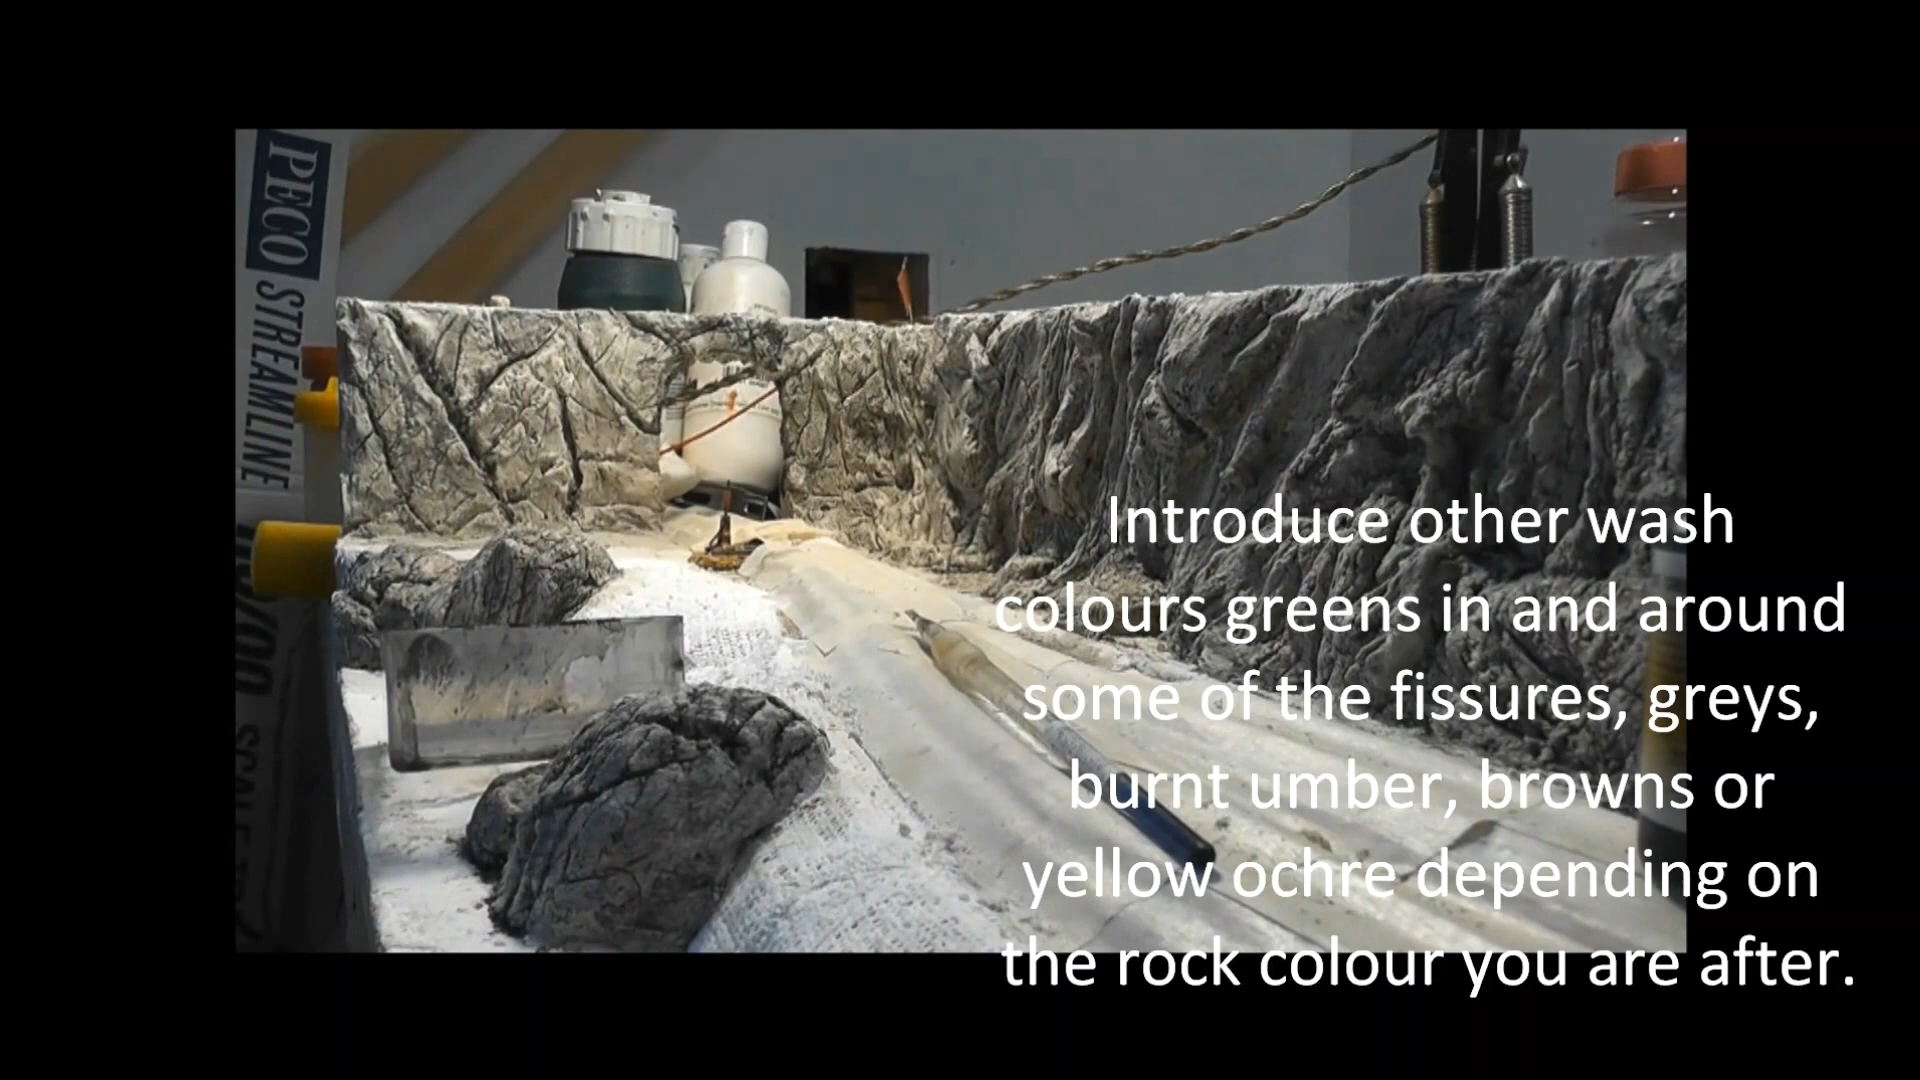 PECO
STREAMLINE
Introduce other wash
colours greens in and around
some of the fissures, greys,
burnt umber, browns or
yellow ochre depending on
the rock colour you are after.